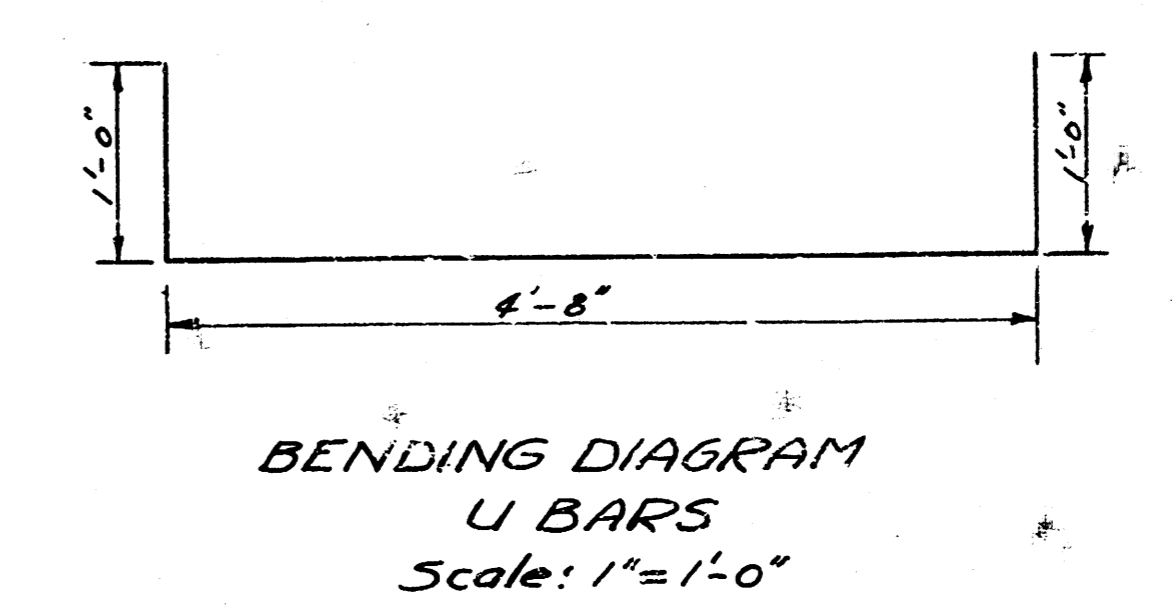 1'-0"
1'-0"
4'-8"
BENDING DIAGRAM
U BARS
Scale: 1"=1'-0"